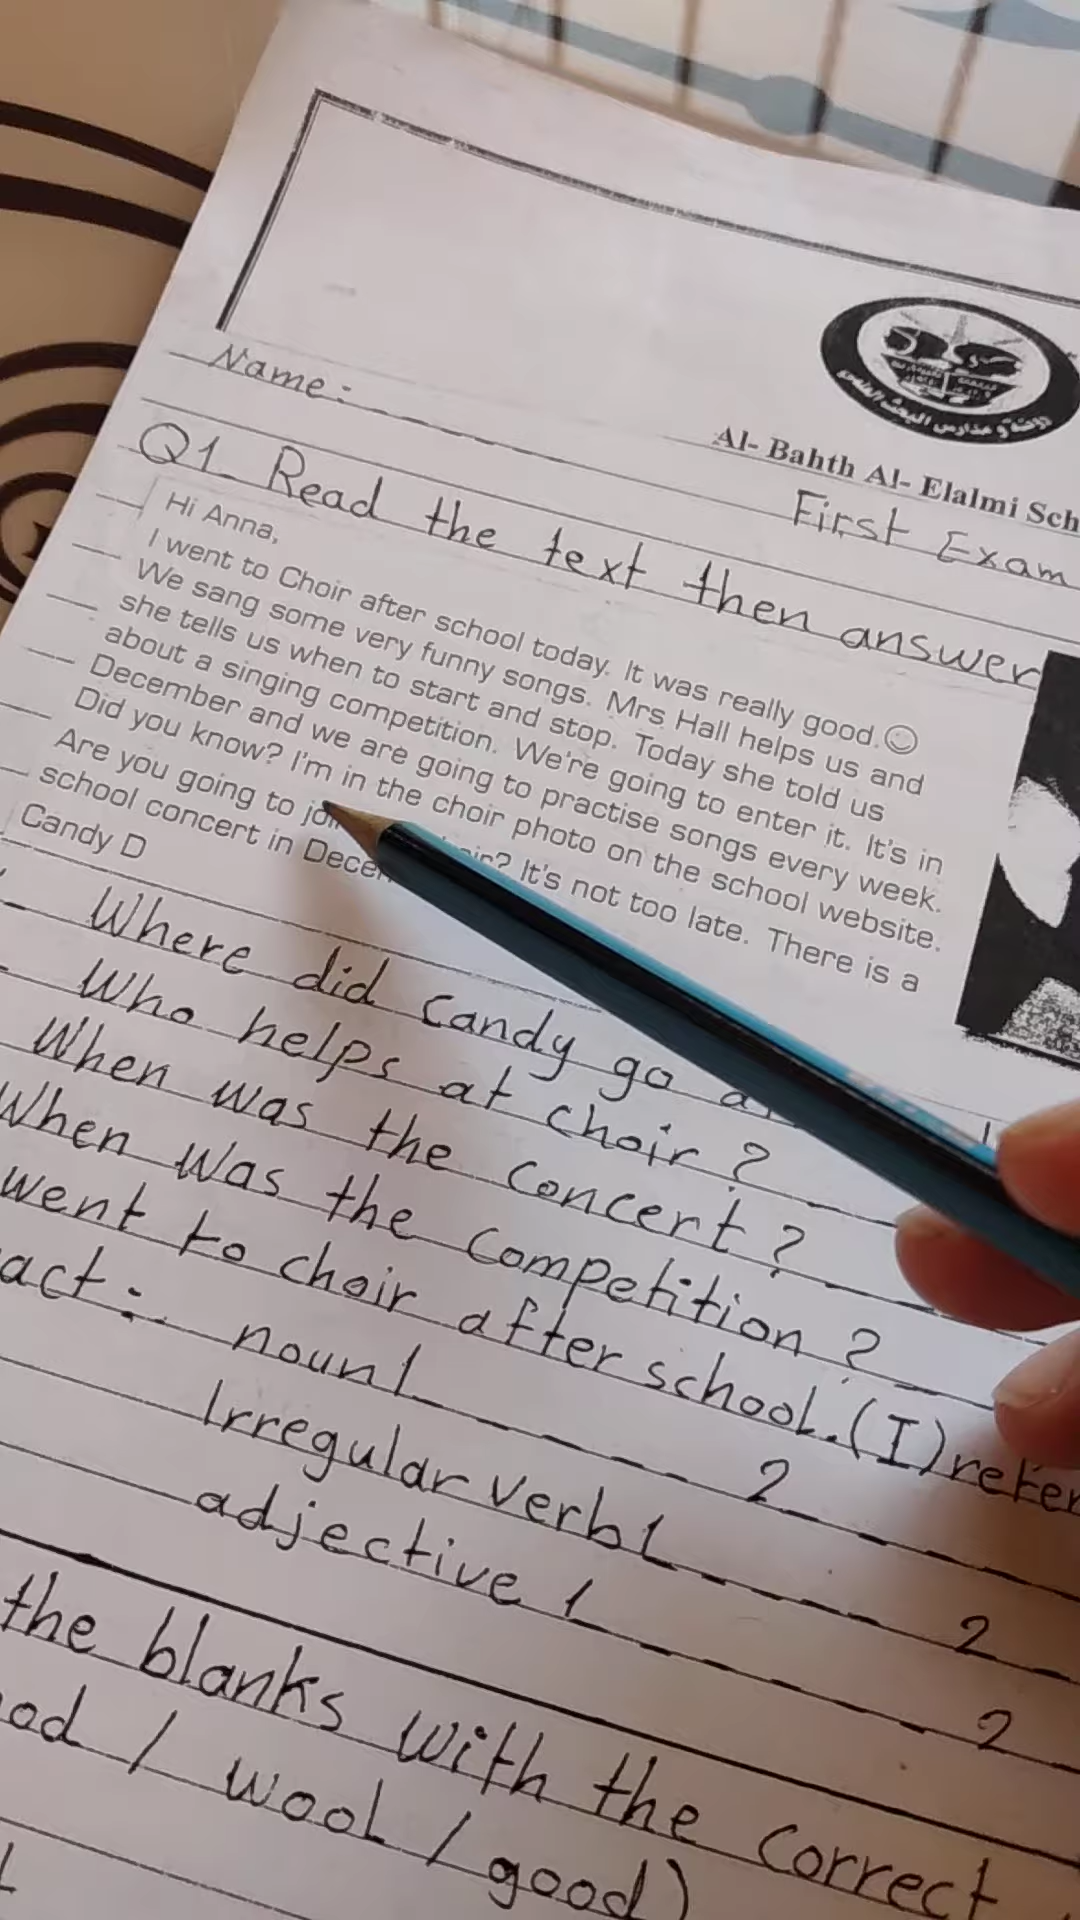 Name:
Al- Bahth Al- Elalmi Sch
First Exam
Q1 Read the text then answer
Hi Anna,
I went to Choir after school today. It was really good.
We sang some very funny songs. Mrs Hall helps us and
she tells us when to start and stop. Today she told us
about a singing competition. We're going to enter it. It's in
December and we are going to practise songs every week.
Did you know? I'm in the choir photo on the school website.
Are you going to It's not too late. There is a
school concert in
Candy D
Where did Candy go
Who helps at choir?
When was the concert?
When was the competition?
went to choir after school. (I)
act: noun 1 2
Irregular verb 1 2
adjective 1 2
the blanks with the correct
/ wool / good)